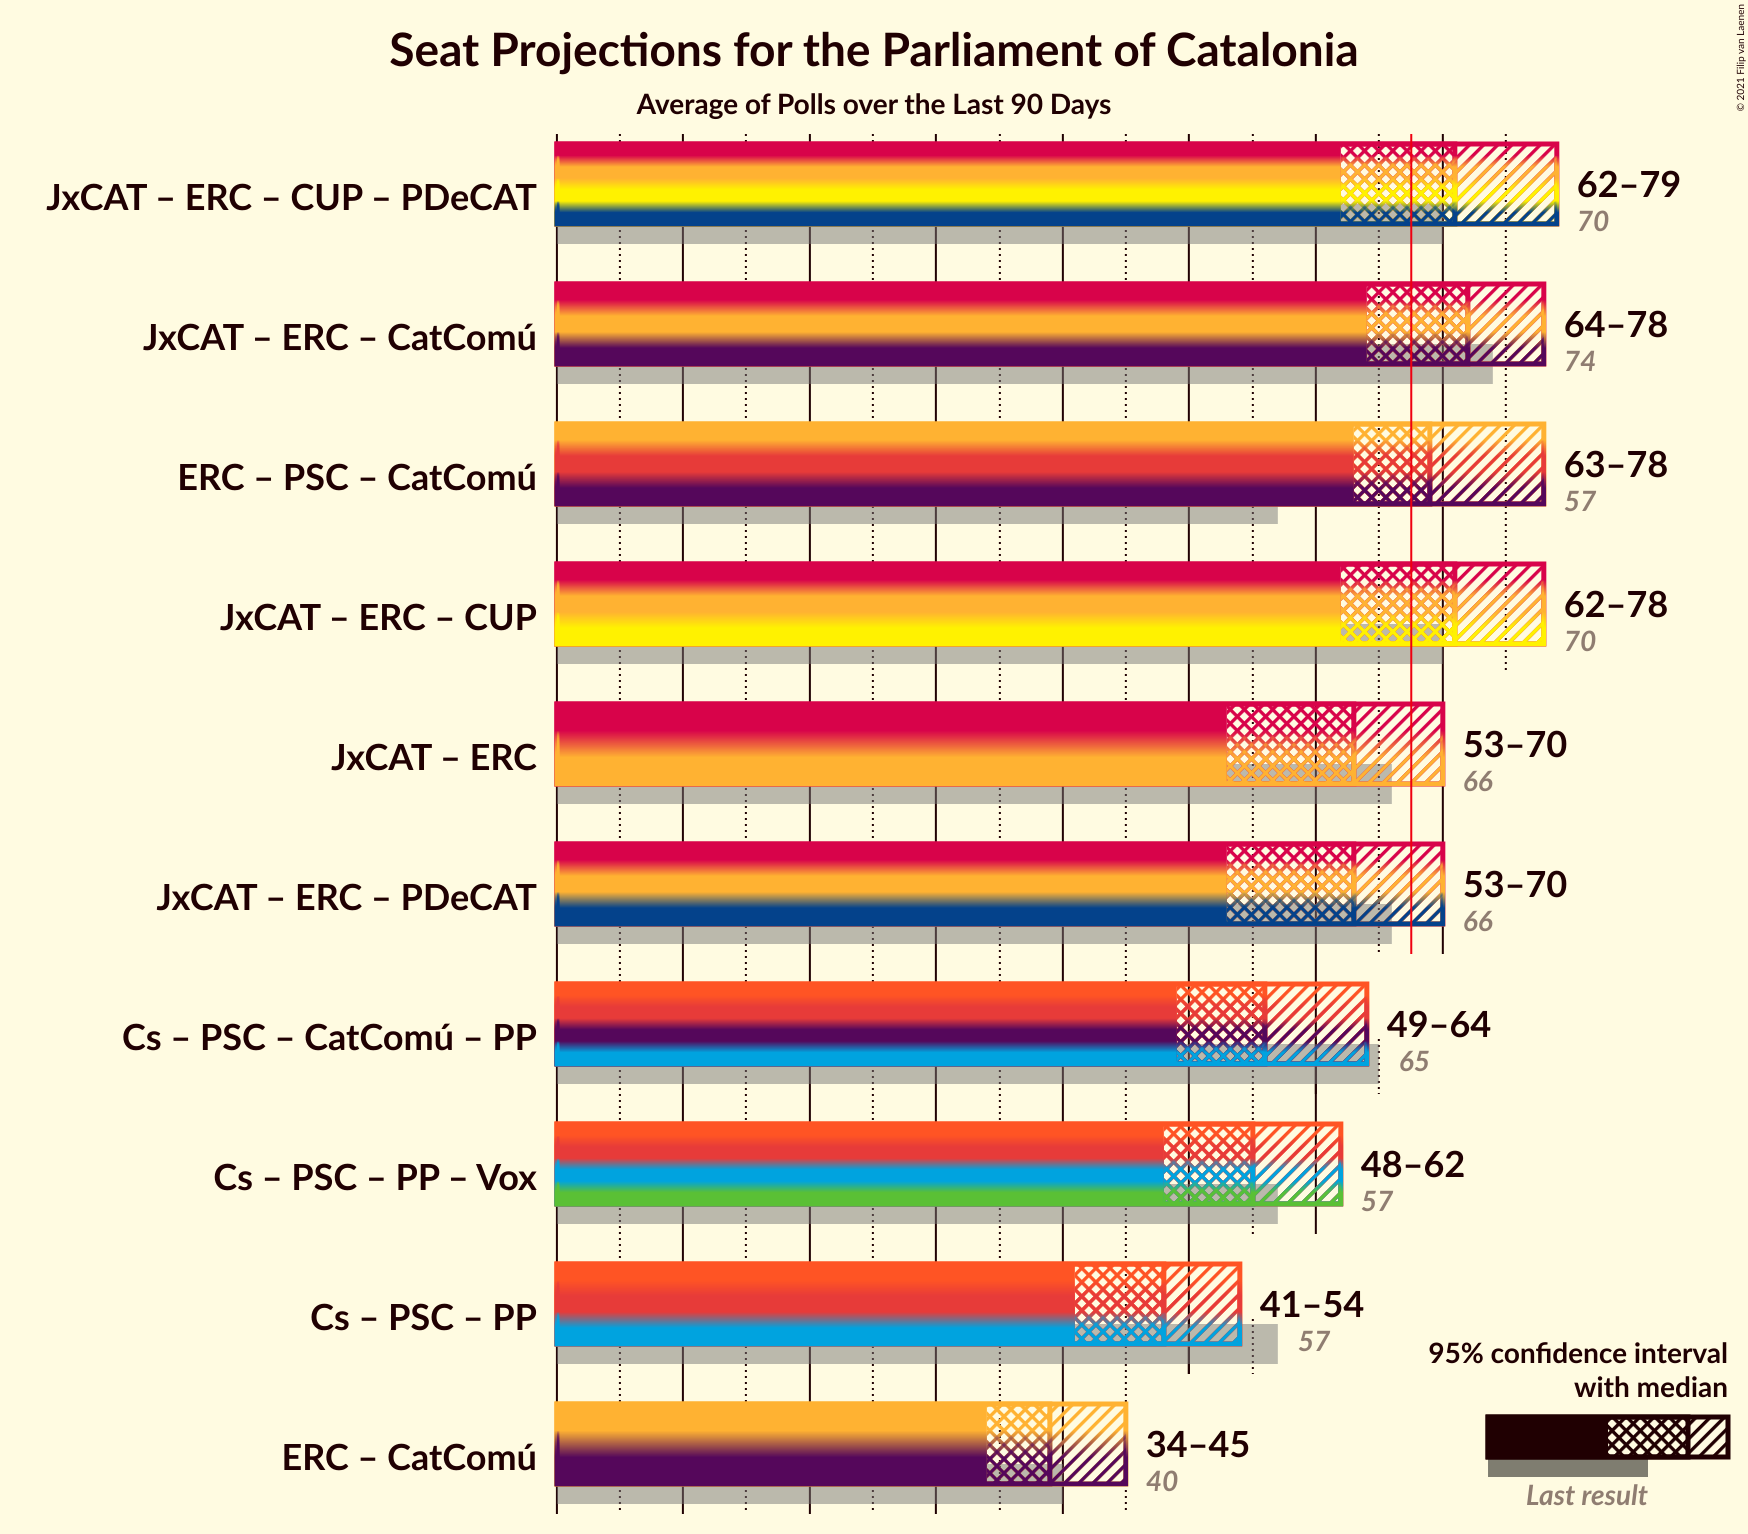 Seat Projections for the Parliament of Catalonia
Average of Polls over the Last 90 Days
© 2021 Filip van Laenen
JxCAT – ERC – CUP – PDeCAT
62–79
70
JxCAT – ERC – CatComú
64–78
74
ERC – PSC – CatComú
63–78
57
JxCAT – ERC – CUP
62–78
70
JxCAT – ERC
53–70
66
JxCAT – ERC – PDeCAT
53–70
66
Cs – PSC – CatComú – PP
49–64
65
Cs – PSC – PP – Vox
48–62
57
Cs – PSC – PP
41–54
57
ERC – CatComú
34–45
40
95% confidence interval
with median
Last result